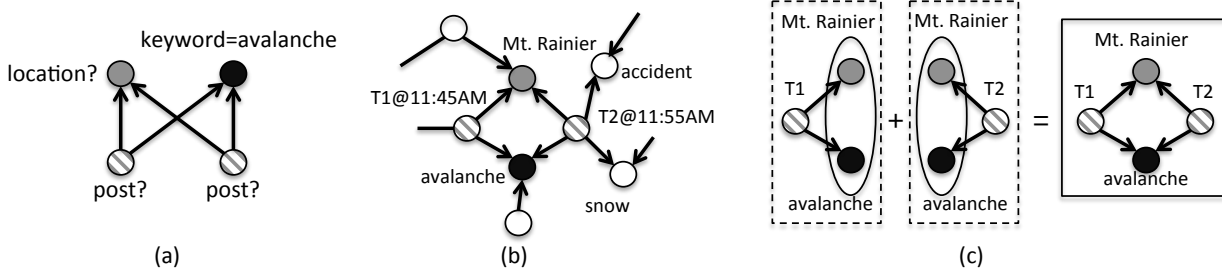 keyword=avalanche
location?
post? post?
(a)
Mt. Rainier
accident
T1@11:45AM
T2@11:55AM
avalanche
snow
(b)
Mt. Rainier Mt. Rainier
T1 + T2 =
avalanche avalanche
Mt. Rainier
T1 T2
avalanche
(c)